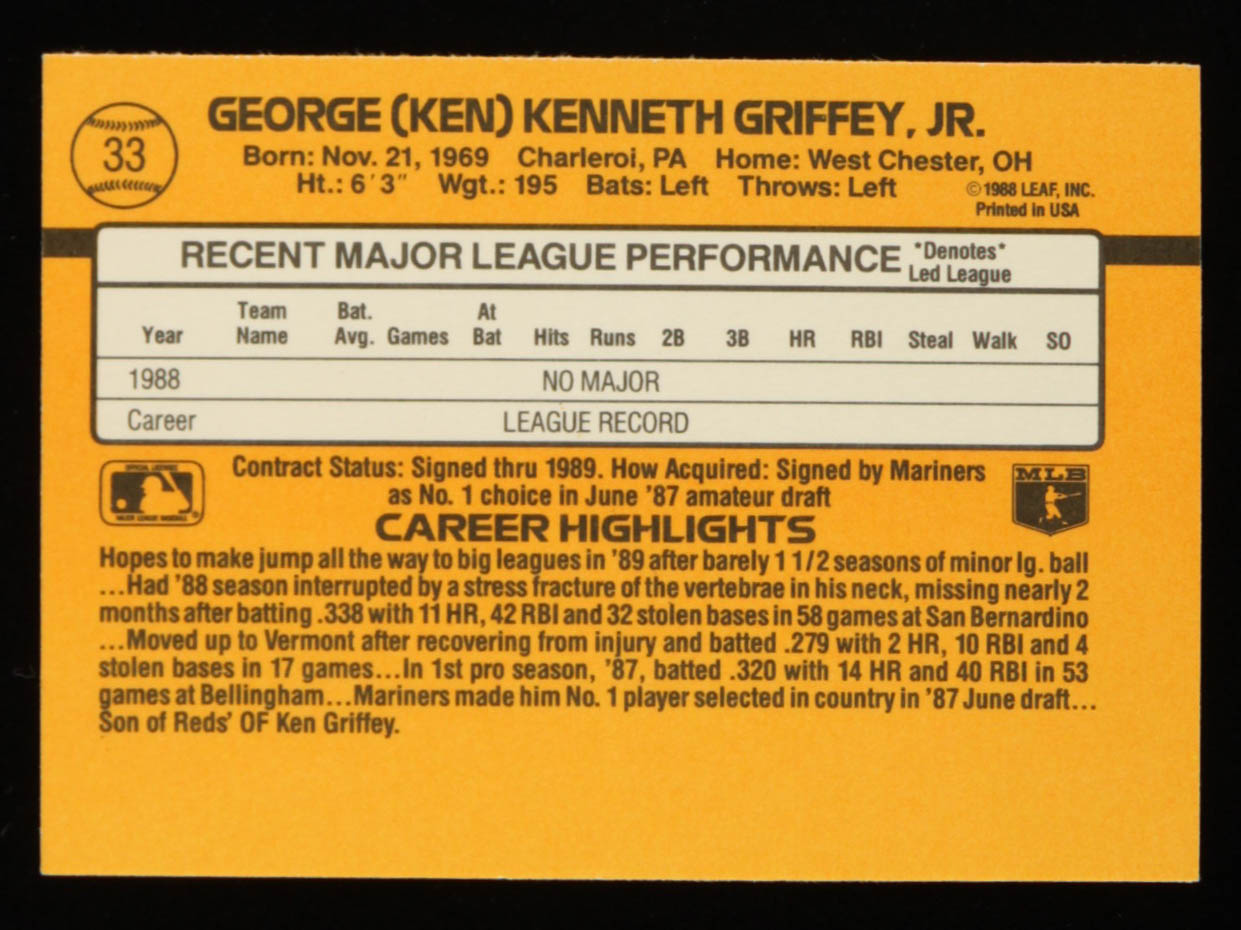 33
GEORGE (KEN) KENNETH GRIFFEY, JR.
Born: Nov. 21, 1969 Charleroi, PA Home: West Chester, OH
Ht.: 6'3" Wgt.: 195 Bats: Left Throws: Left
©1988 LEAF, INC.
Printed in USA
RECENT MAJOR LEAGUE PERFORMANCE *Denotes*
Led League
Year Team Name Bat. Avg. Games At Bat Hits Runs 2B 3B HR RBI Steal Walk SO
1988 NO MAJOR
Career LEAGUE RECORD
Contract Status: Signed thru 1989. How Acquired: Signed by Mariners
as No. 1 choice in June '87 amateur draft
MLB
CAREER HIGHLIGHTS
Hopes to make jump all the way to big leagues in '89 after barely 1 1/2 seasons of minor lg. ball
...Had '88 season interrupted by a stress fracture of the vertebrae in his neck, missing nearly 2
months after batting .338 with 11 HR, 42 RBI and 32 stolen bases in 58 games at San Bernardino
...Moved up to Vermont after recovering from injury and batted .279 with 2 HR, 10 RBI and 4
stolen bases in 17 games...In 1st pro season, '87, batted .320 with 14 HR and 40 RBI in 53
games at Bellingham...Mariners made him No. 1 player selected in country in '87 June draft...
Son of Reds' OF Ken Griffey.